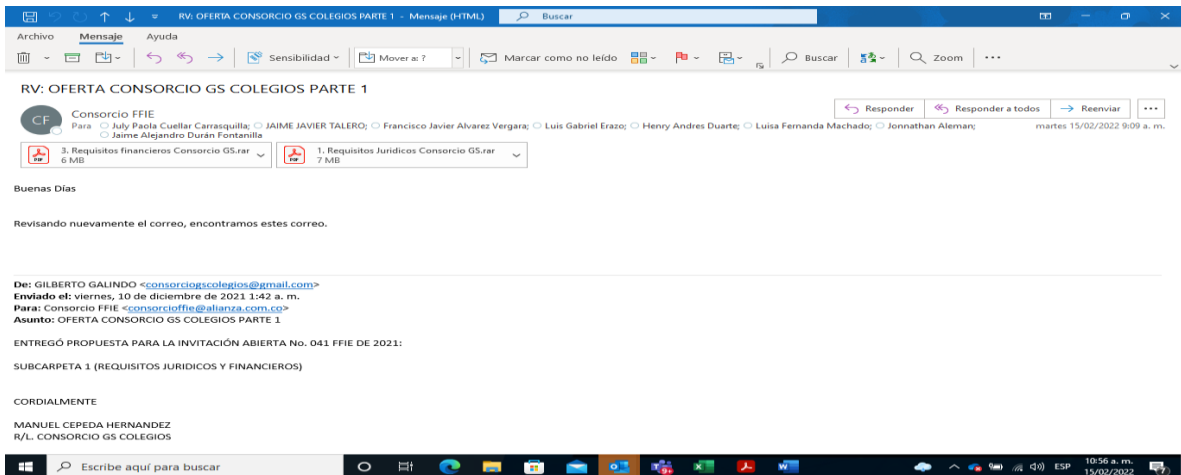 RV: OFERTA CONSORCIO GS COLEGIOS PARTE 1 - Mensaje (HTML)
Buscar
Archivo Mensaje Ayuda
Sensibilidad Mover a: ? Marcar como no leído Buscar Zoom
RV: OFERTA CONSORCIO GS COLEGIOS PARTE 1
CF
Consorcio FFIE
Responder Responder a todos Reenviar
Para July Paola Cuellar Carrasquilla; JAIME JAVIER TALERO; Francisco Javier Alvarez Vergara; Luis Gabriel Erazo; Henry Andres Duarte; Luisa Fernanda Machado; Jonnathan Aleman;
Jaime Alejandro Durán Fontanilla
martes 15/02/2022 9:09 a. m.
3. Requisitos financieros Consorcio GS.rar
6 MB
1. Requisitos Juridicos Consorcio GS.rar
7 MB
Buenas Días
Revisando nuevamente el correo, encontramos estes correo.
De: GILBERTO GALINDO <consorciogscolegios@gmail.com>
Enviado el: viernes, 10 de diciembre de 2021 1:42 a. m.
Para: Consorcio FFIE <consorcioffie@alianza.com.co>
Asunto: OFERTA CONSORCIO GS COLEGIOS PARTE 1
ENTREGÓ PROPUESTA PARA LA INVITACIÓN ABIERTA No. 041 FFIE DE 2021:
SUBCARPETA 1 (REQUISITOS JURIDICOS Y FINANCIEROS)
CORDIALMENTE
MANUEL CEPEDA HERNANDEZ
R/L. CONSORCIO GS COLEGIOS
Escribe aquí para buscar
ESP
10:56 a. m.
15/02/2022